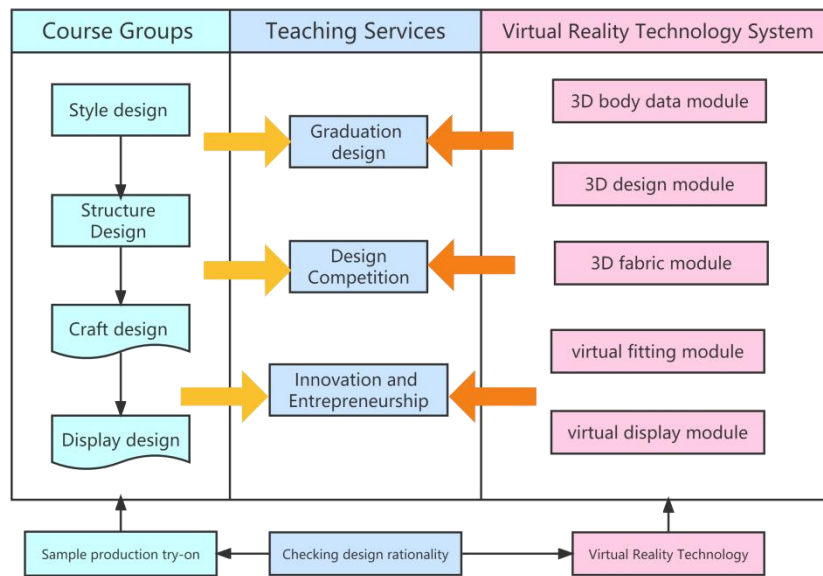 Course Groups
Teaching Services
Virtual Reality Technology System
Style design
Structure
Design
Craft design
Display design
Graduation
design
Design
Competition
Innovation and
Entrepreneurship
3D body data module
3D design module
3D fabric module
virtual fitting module
virtual display module
Sample production try-on
Checking design rationality
Virtual Reality Technology